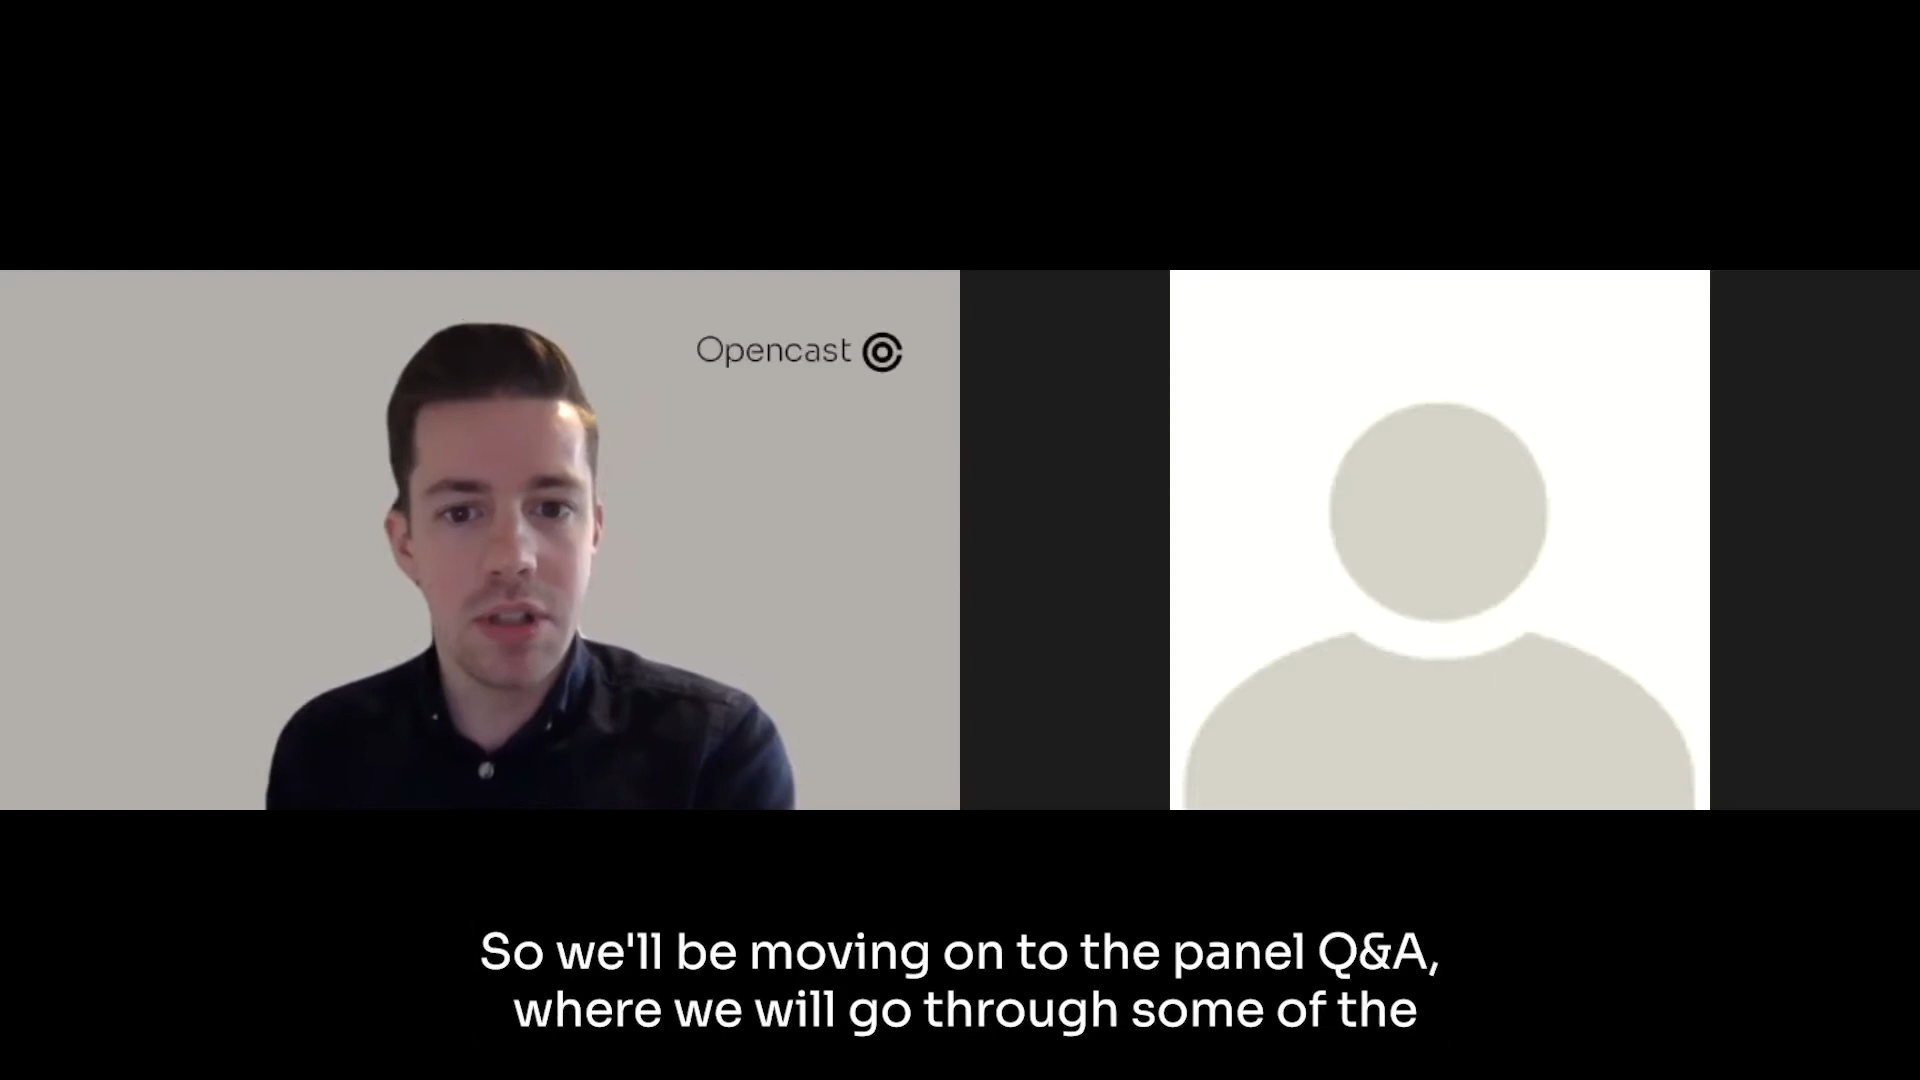 Opencast
So we'll be moving on to the panel Q&A,
where we will go through some of the